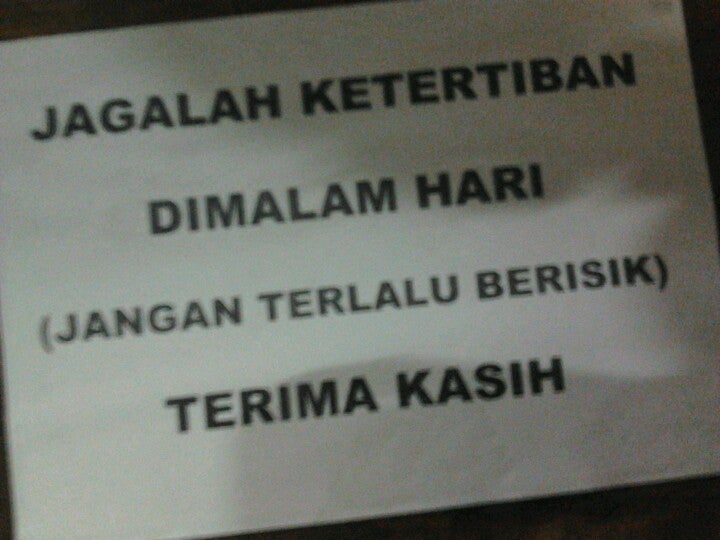 JAGALAH KETERTIBAN
DIMALAM HARI
(JANGAN TERLALU BERISIK)
TERIMA KASIH